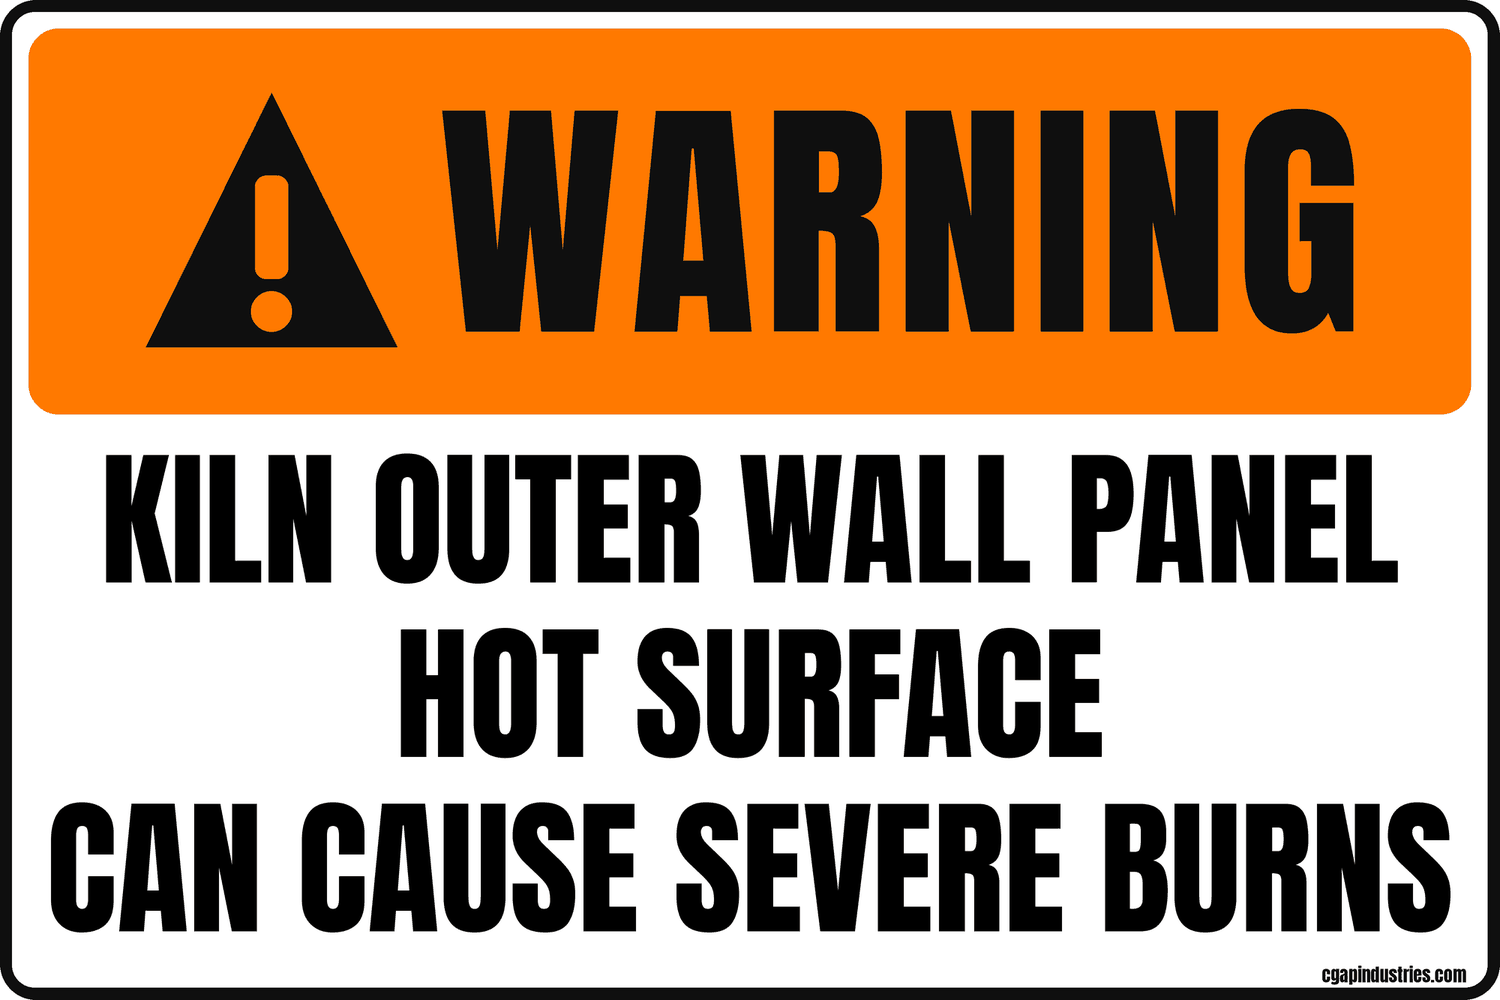 WARNING
KILN OUTER WALL PANEL
HOT SURFACE
CAN CAUSE SEVERE BURNS
cgapindustries.com